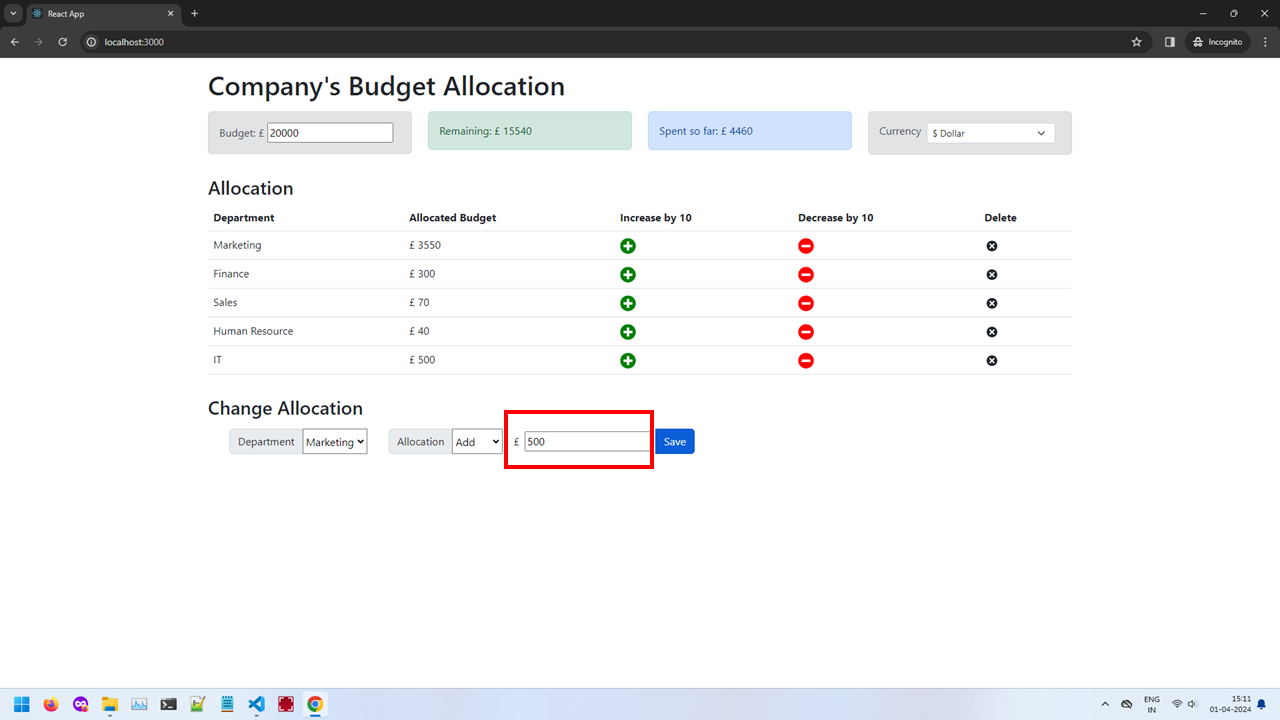 React App
localhost:3000
Incognito
Company's Budget Allocation
Budget: £ 20000
Remaining: £ 15540
Spent so far: £ 4460
Currency $ Dollar
Allocation
Department Allocated Budget Increase by 10 Decrease by 10 Delete
Marketing £ 3550
Finance £ 300
Sales £ 70
Human Resource £ 40
IT £ 500
Change Allocation
Department Marketing Allocation Add £ 500 Save
ENG 15:11
IN 01-04-2024